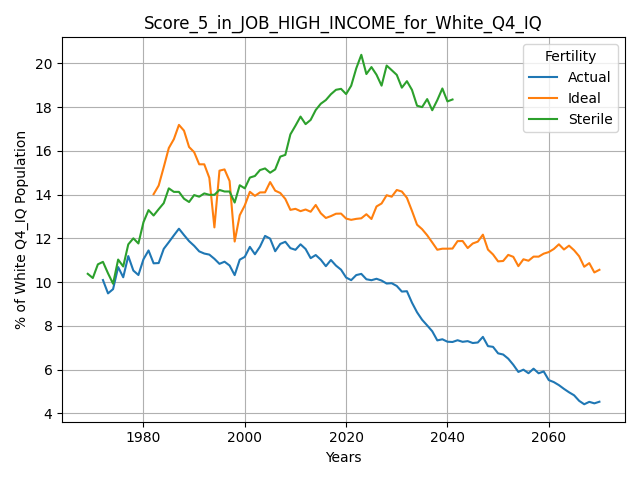 Score_5_in_JOB_HIGH_INCOME_for_White_Q4_IQ
Fertility
Actual
Ideal
Sterile
% of White Q4_IQ Population
20
18
16
14
12
10
8
6
4
1980 2000 2020 2040 2060
Years